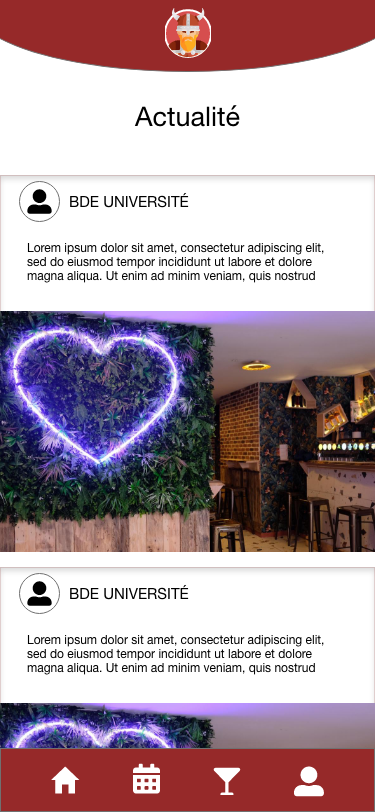 Actualité
BDE UNIVERSITÉ
Lorem ipsum dolor sit amet, consectetur adipiscing elit,
sed do eiusmod tempor incididunt ut labore et dolore
magna aliqua. Ut enim ad minim veniam, quis nostrud
BDE UNIVERSITÉ
Lorem ipsum dolor sit amet, consectetur adipiscing elit,
sed do eiusmod tempor incididunt ut labore et dolore
magna aliqua. Ut enim ad minim veniam, quis nostrud